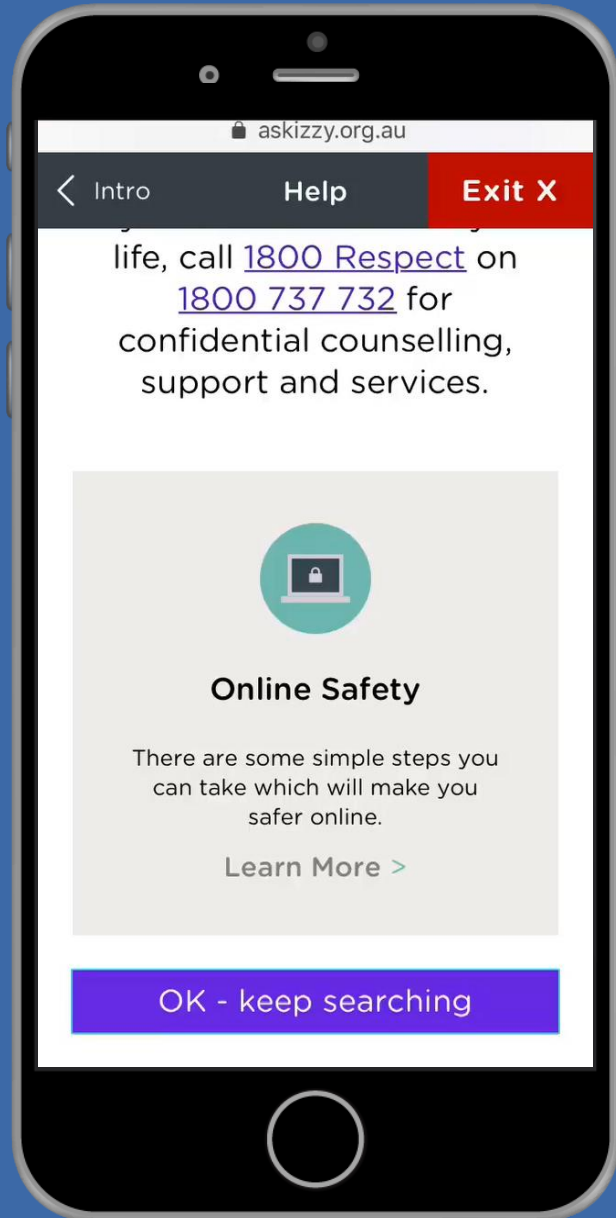 askizzy.org.au
< Intro Help Exit X
life, call 1800 Respect on
1800 737 732 for
confidential counselling,
support and services.
Online Safety
There are some simple steps you
can take which will make you
safer online.
Learn More >
OK - keep searching